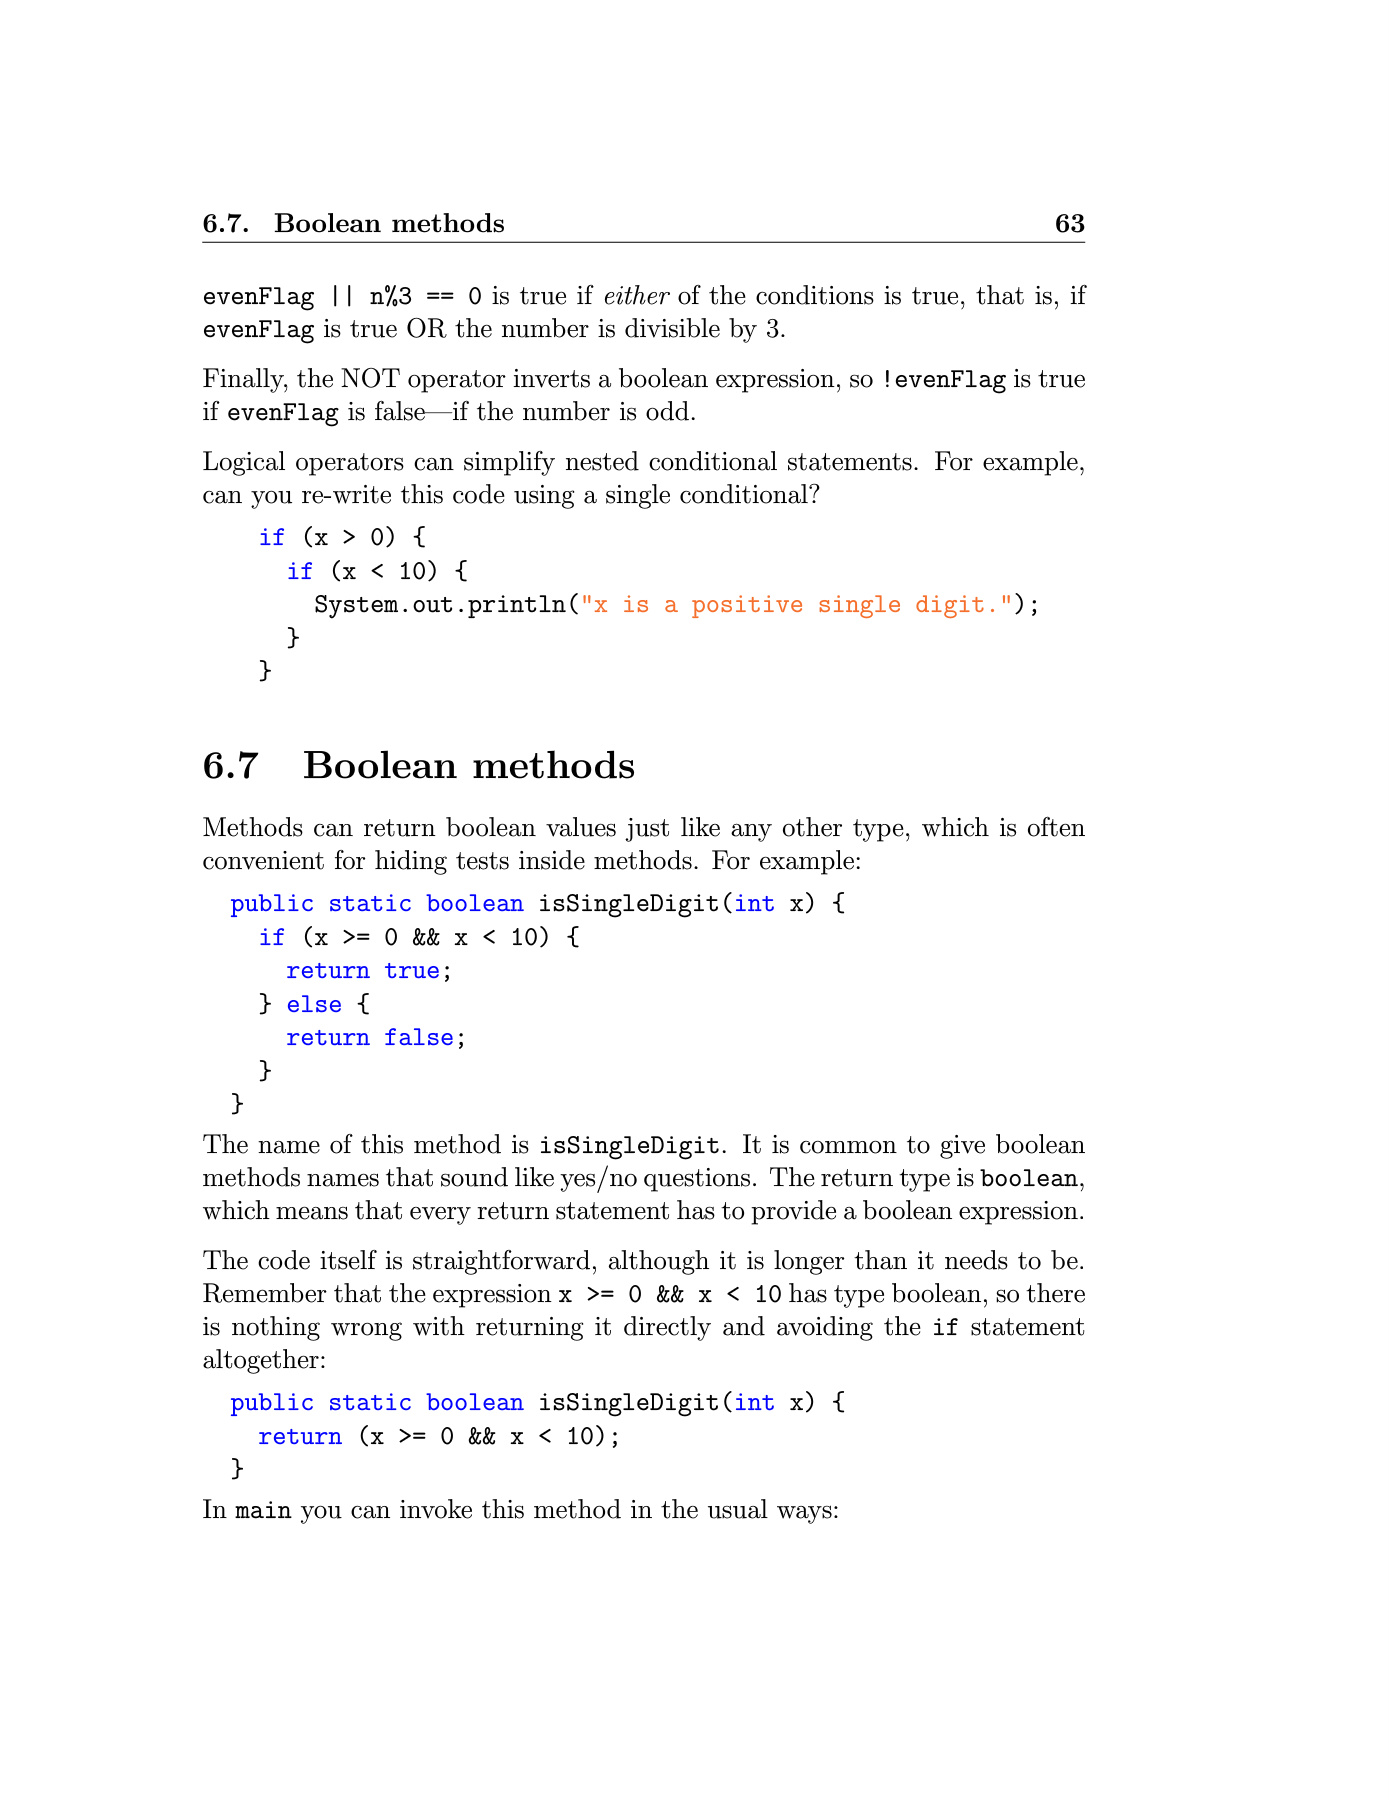 6.7. Boolean methods 63
evenFlag || n%3 == 0 is true if either of the conditions is true, that is, if
evenFlag is true OR the number is divisible by 3.
Finally, the NOT operator inverts a boolean expression, so !evenFlag is true
if evenFlag is false—if the number is odd.
Logical operators can simplify nested conditional statements. For example,
can you re-write this code using a single conditional?
if (x > 0) {
if (x < 10) {
System.out.println("x is a positive single digit.");
}
}
6.7 Boolean methods
Methods can return boolean values just like any other type, which is often
convenient for hiding tests inside methods. For example:
public static boolean isSingleDigit(int x) {
if (x >= 0 && x < 10) {
return true;
} else {
return false;
}
}
The name of this method is isSingleDigit. It is common to give boolean
methods names that sound like yes/no questions. The return type is boolean,
which means that every return statement has to provide a boolean expression.
The code itself is straightforward, although it is longer than it needs to be.
Remember that the expression x >= 0 && x < 10 has type boolean, so there
is nothing wrong with returning it directly and avoiding the if statement
altogether:
public static boolean isSingleDigit(int x) {
return (x >= 0 && x < 10);
}
In main you can invoke this method in the usual ways: